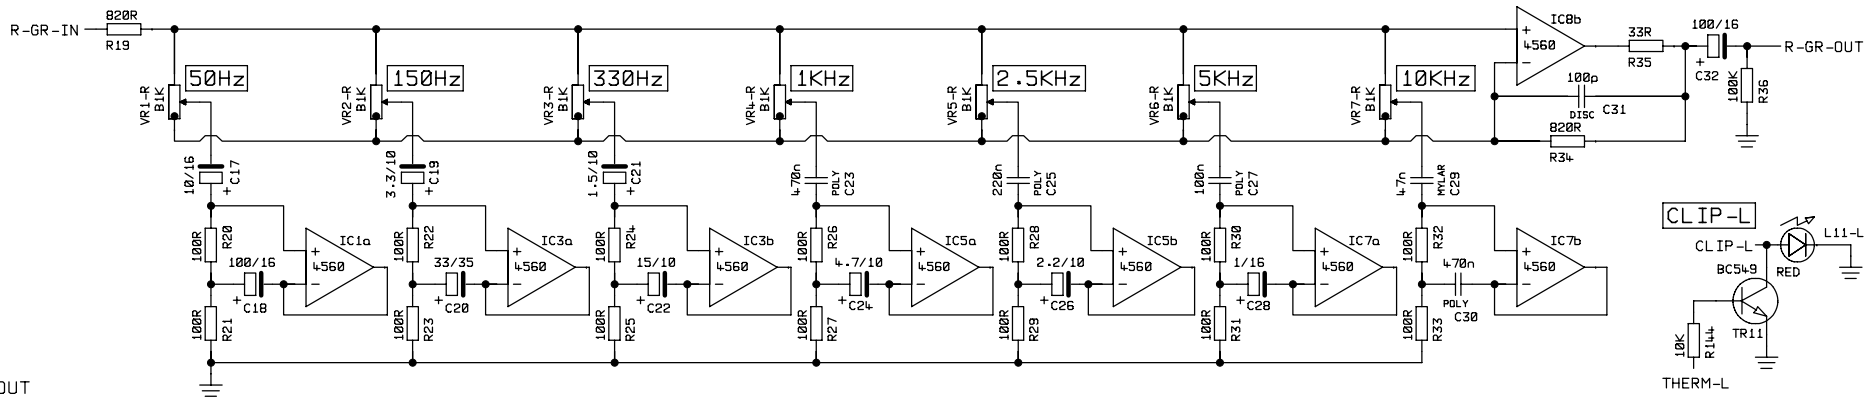 R-GR-IN
820R
R19
50Hz
150Hz
330Hz
1KHz
2.5KHz
5KHz
10KHz
VR1-R
B1K
VR2-R
B1K
VR3-R
B1K
VR4-R
B1K
VR5-R
B1K
VR6-R
B1K
VR7-R
B1K
+
-
4560
IC8b
33R
R35
100/16
+
C32
R-GR-OUT
100K
R36
100p
DISC
C31
820R
R34
10/16
+
C17
3.3/10
+
C19
1.5/10
+
C21
470n
POLY
C23
220n
POLY
C25
100n
POLY
C27
47n
MYLAR
C29
100R
R20
100/16
+
C18
100R
R21
+
-
4560
IC1a
100R
R22
33/35
+
C20
100R
R23
+
-
4560
IC3a
100R
R24
15/10
+
C22
100R
R25
+
-
4560
IC3b
100R
R26
4.7/10
+
C24
100R
R27
+
-
4560
IC5a
100R
R28
2.2/10
+
C26
100R
R29
+
-
4560
IC5b
100R
R30
1/16
+
C28
100R
R31
+
-
4560
IC7a
100R
R32
470n
POLY
C30
100R
R33
+
-
4560
IC7b
CLIP-L
CLIP-L
L11-L
RED
BC549
TR11
10K
R144
THERM-L
OUT